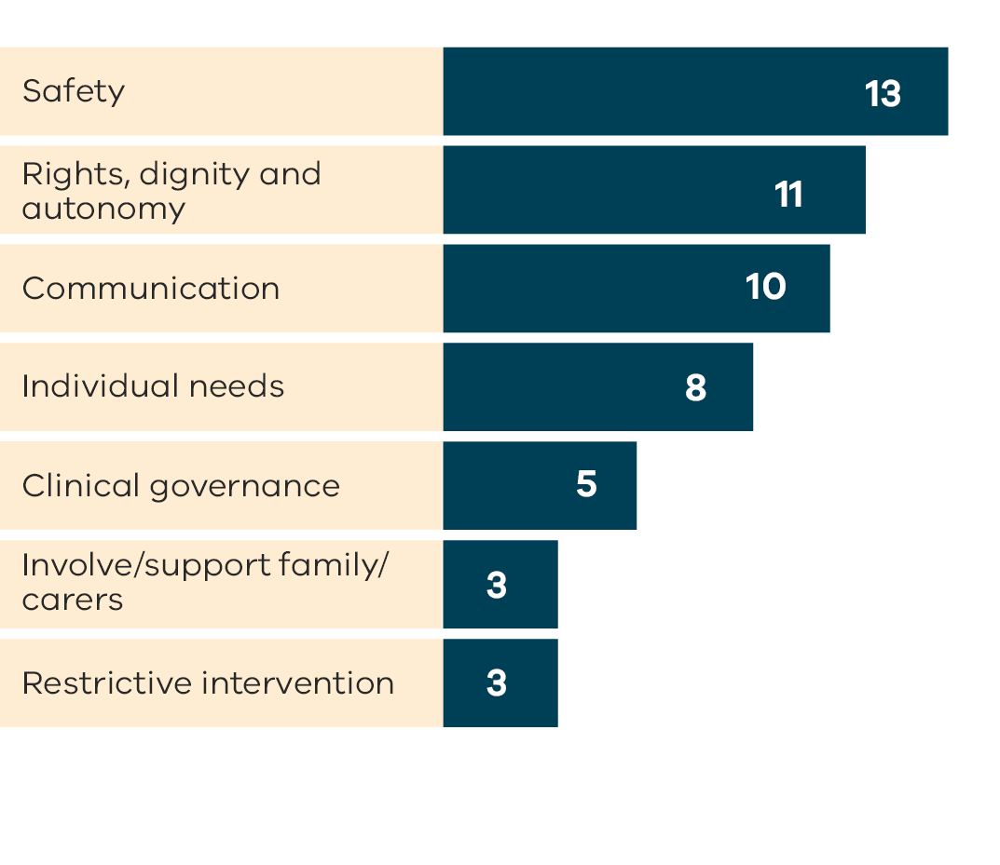 Safety
13
Rights, dignity and
autonomy
11
Communication
10
Individual needs
8
Clinical governance
5
Involve/support family/
carers
3
Restrictive intervention
3